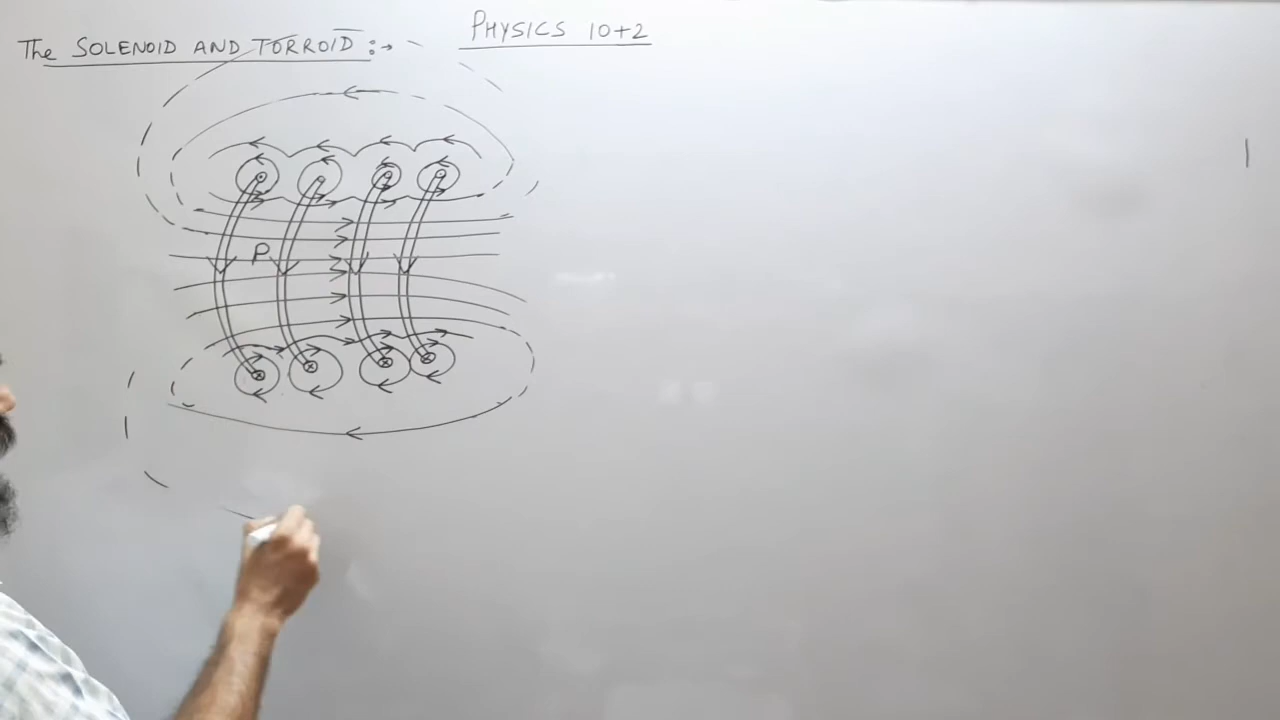 PHYSICS 10+2
The SOLENOID AND TORROID :→
P